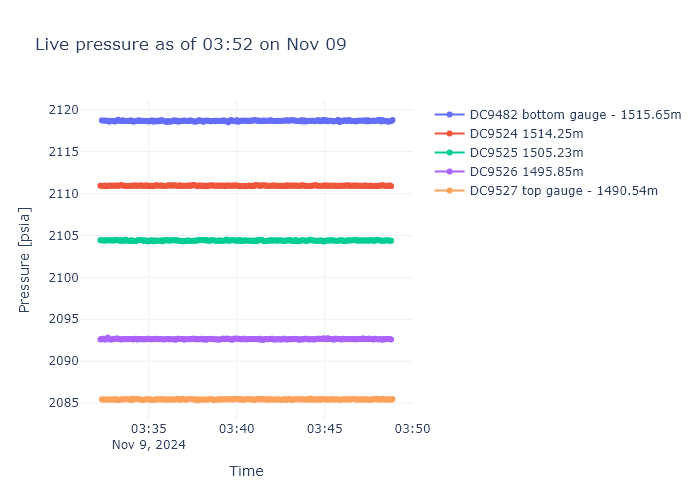 Live pressure as of 03:52 on Nov 09
2120
2115
2110
2105
2100
2095
2090
2085
Pressure [psia]
03:35
03:40
03:45
03:50
Nov 9, 2024
Time
DC9482 bottom gauge - 1515.65m
DC9524 1514.25m
DC9525 1505.23m
DC9526 1495.85m
DC9527 top gauge - 1490.54m